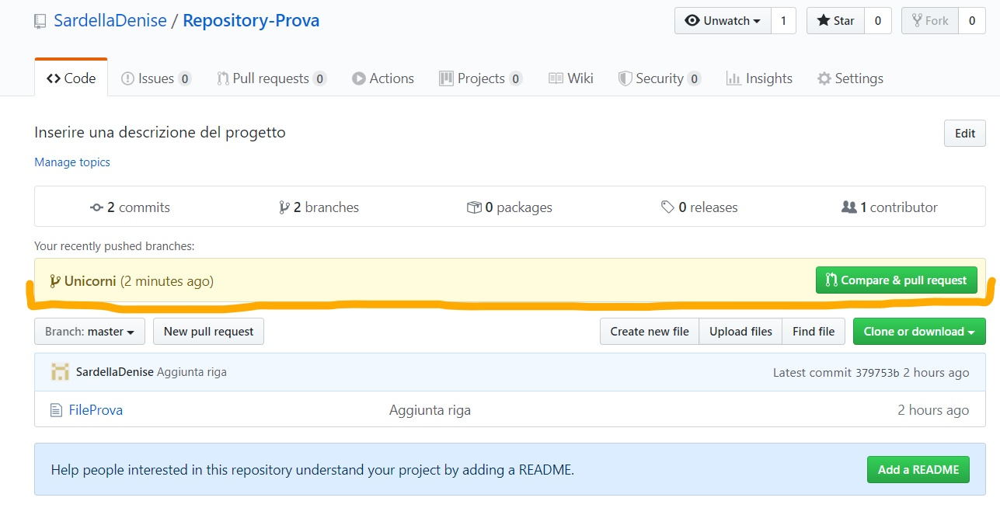 SardellaDenise / Repository-Prova Unwatch 1 Star 0 Fork 0
Code Issues 0 Pull requests 0 Actions Projects 0 Wiki Security 0 Insights Settings
Inserire una descrizione del progetto Edit
Manage topics
2 commits 2 branches 0 packages 0 releases 1 contributor
Your recently pushed branches:
Unicorni (2 minutes ago) Compare & pull request
Branch: master New pull request Create new file Upload files Find file Clone or download
SardellaDenise Aggiunta riga Latest commit 379753b 2 hours ago
FileProva Aggiunta riga 2 hours ago
Help people interested in this repository understand your project by adding a README. Add a README